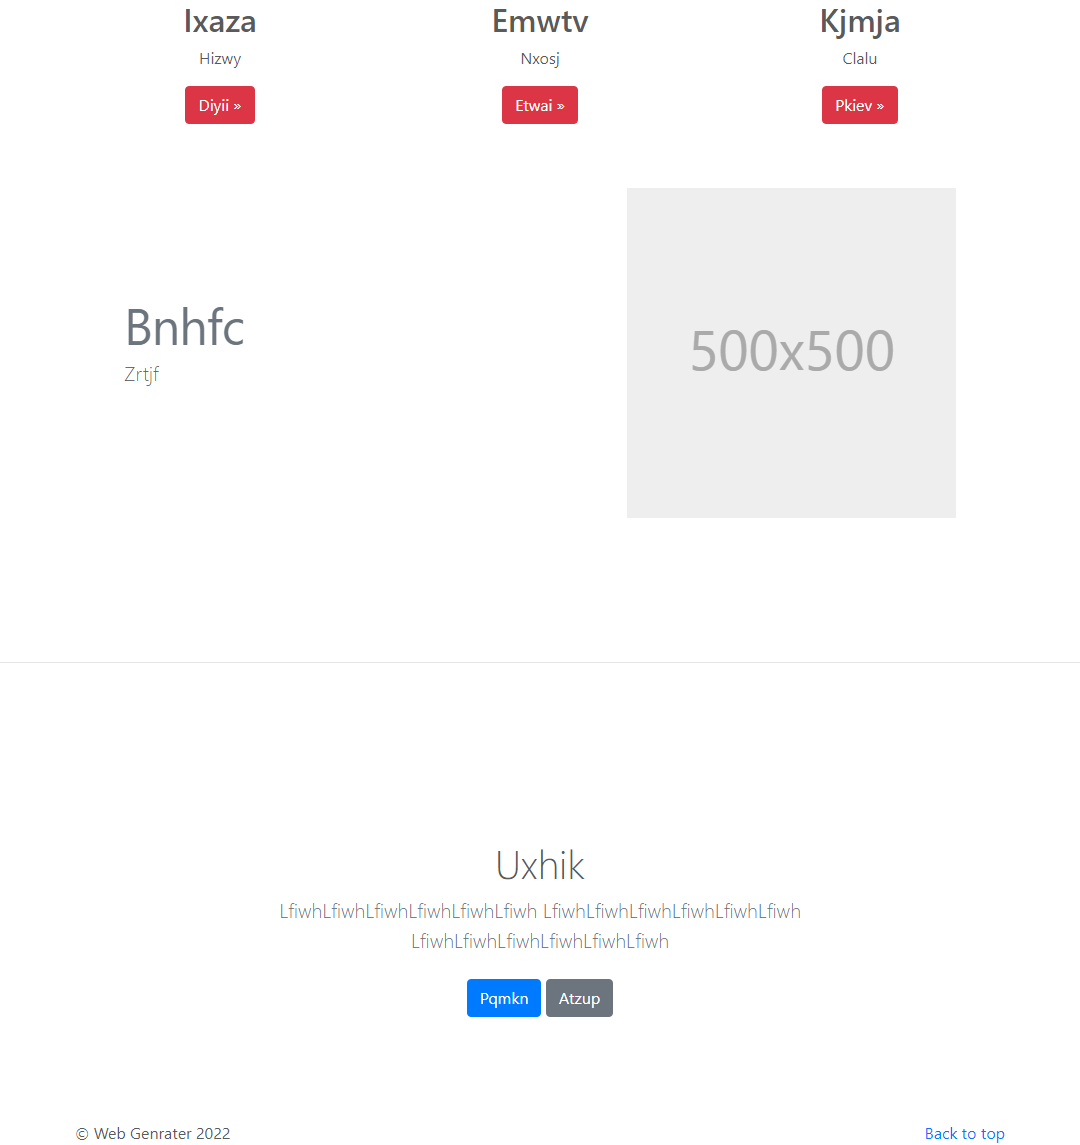 Ixaza Emwtv Kjmja
Hizwy Nxosj Clalu
Diyii » Etwai » Pkiev »
Bnhfc
Zrtjf
500x500
Uxhik
LfiwhLfiwhLfiwhLfiwhLfiwhLfiwh LfiwhLfiwhLfiwhLfiwhLfiwhLfiwh
LfiwhLfiwhLfiwhLfiwhLfiwhLfiwh
Pqmkn Atzup
© Web Genrater 2022 Back to top